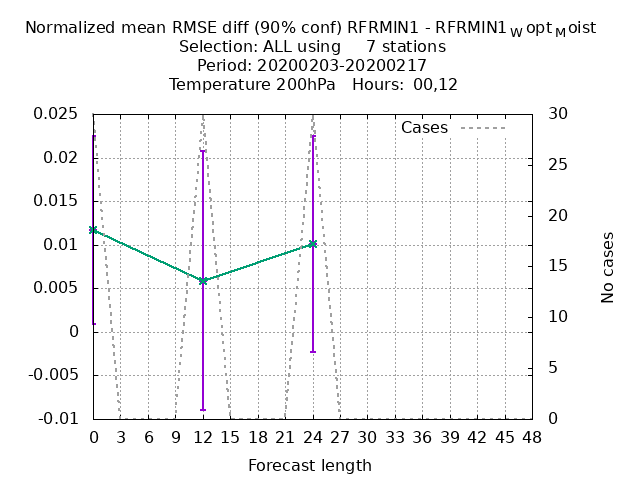 Normalized mean RMSE diff (90% conf) RFRMIN1 - RFRMIN1WoptMoist
Selection: ALL using 7 stations
Period: 20200203-20200217
Temperature 200hPa Hours: 00,12
Cases
0.025
0.02
0.015
0.01
0.005
0
-0.005
-0.01
30
25
20
15
10
5
0
No cases
0 3 6 9 12 15 18 21 24 27 30 33 36 39 42 45 48
Forecast length